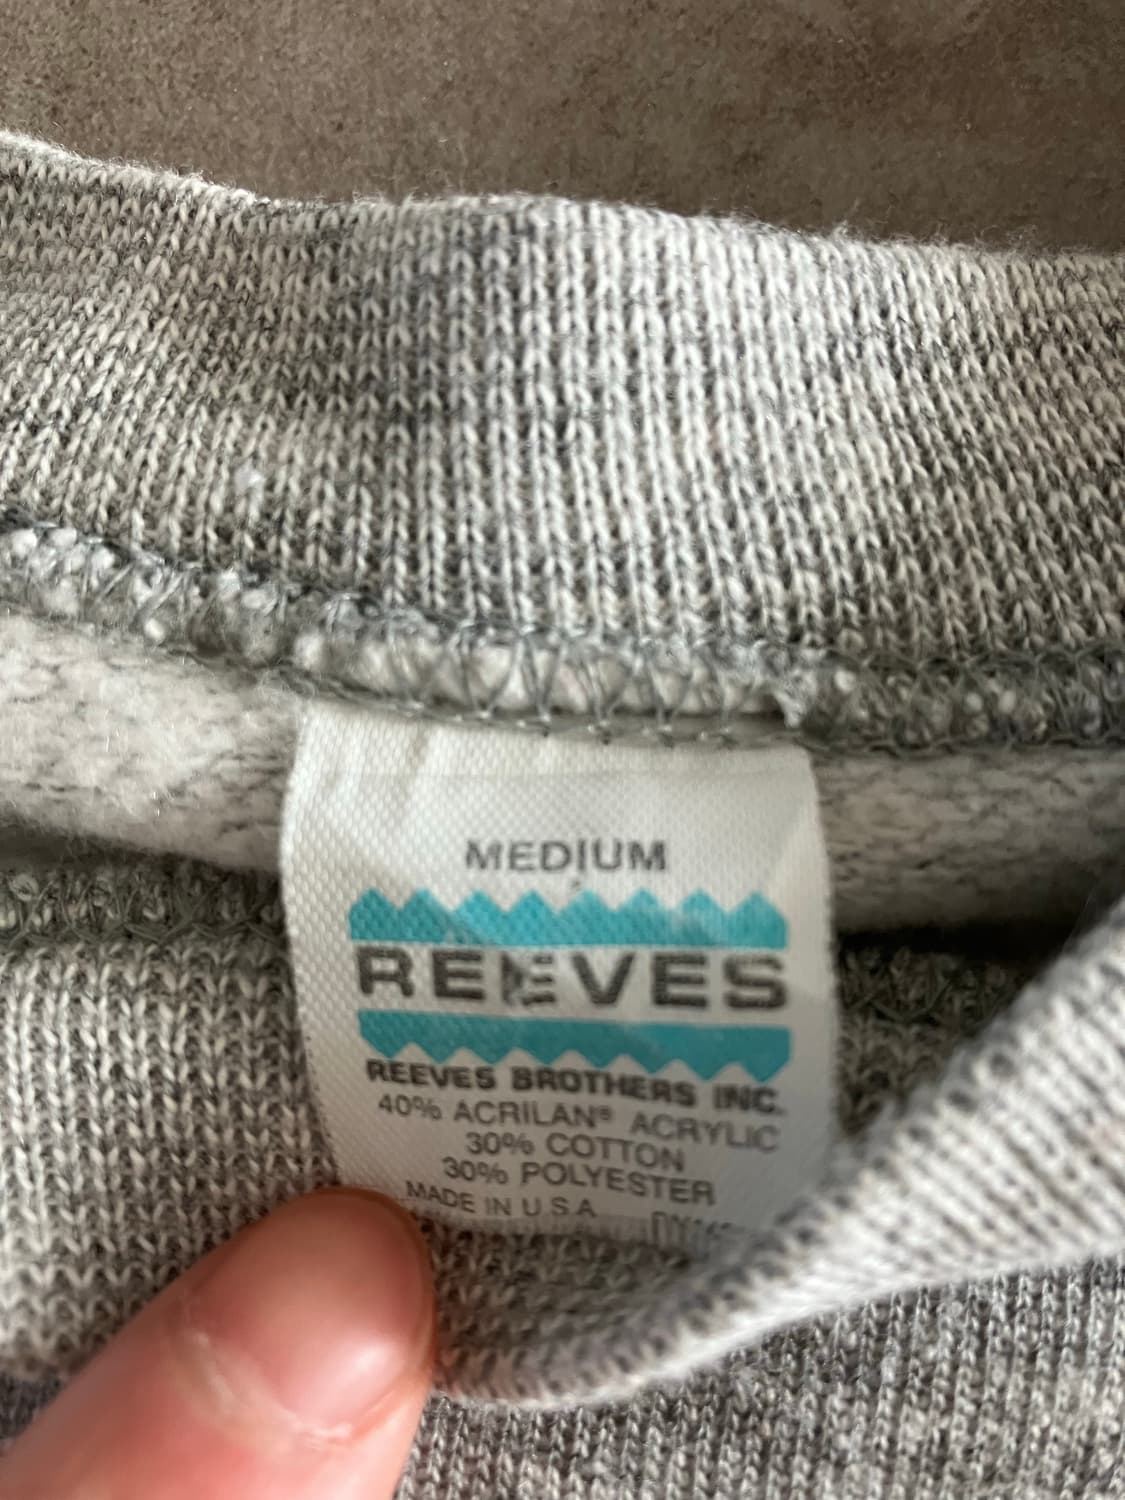 MEDIUM
REEVES
REEVES BROTHERS INC.
40% ACRILAN® ACRYLIC
30% COTTON
30% POLYESTER
MADE IN U S A